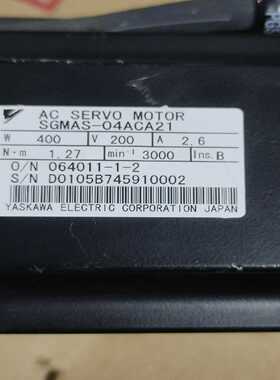 AC SERVO MOTOR
SGMAS-04ACA21
W 400 V 200 A 2.6
N·m 1.27 min⁻¹ 3000 Ins.B
O/N 064011-1-2
S/N D0105B745910002
YASKAWA ELECTRIC CORPORATION JAPAN